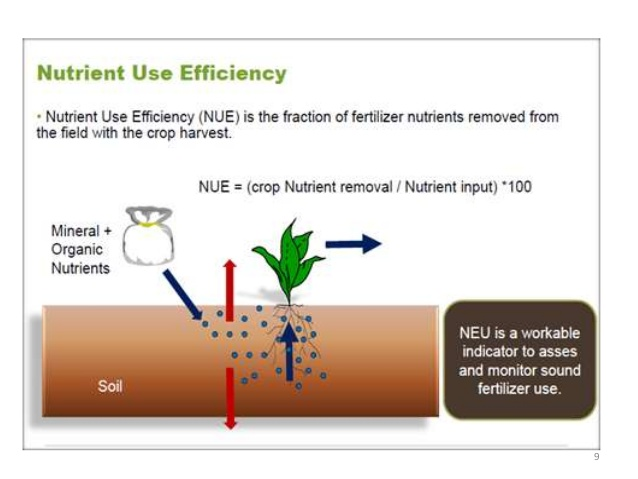 Nutrient Use Efficiency
• Nutrient Use Efficiency (NUE) is the fraction of fertilizer nutrients removed from
the field with the crop harvest.
NUE = (crop Nutrient removal / Nutrient input) *100
Mineral +
Organic
Nutrients
NEU is a workable
indicator to asses
and monitor sound
fertilizer use.
Soil
9